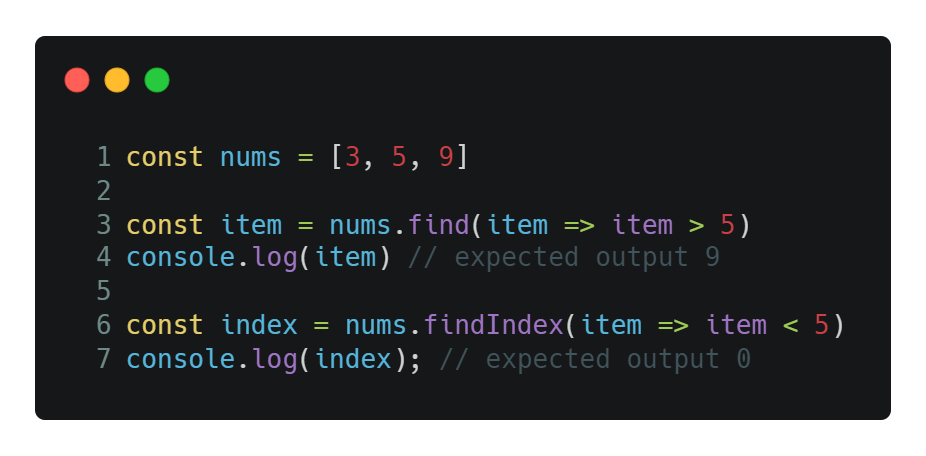 1 const nums = [3, 5, 9]
2
3 const item = nums.find(item => item > 5)
4 console.log(item) // expected output 9
5
6 const index = nums.findIndex(item => item < 5)
7 console.log(index); // expected output 0